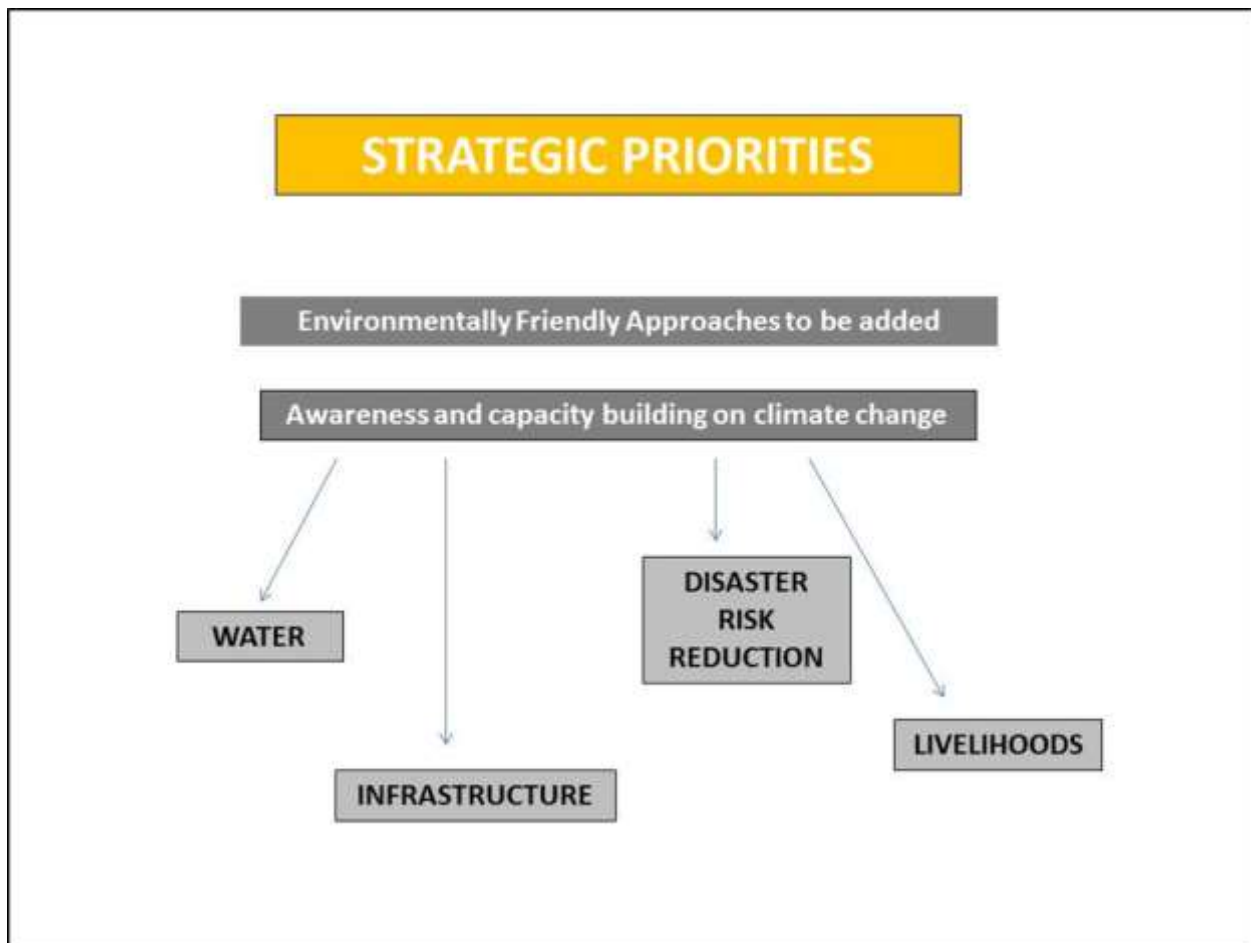 STRATEGIC PRIORITIES
Environmentally Friendly Approaches to be added
Awareness and capacity building on climate change
WATER
DISASTER
RISK
REDUCTION
LIVELIHOODS
INFRASTRUCTURE